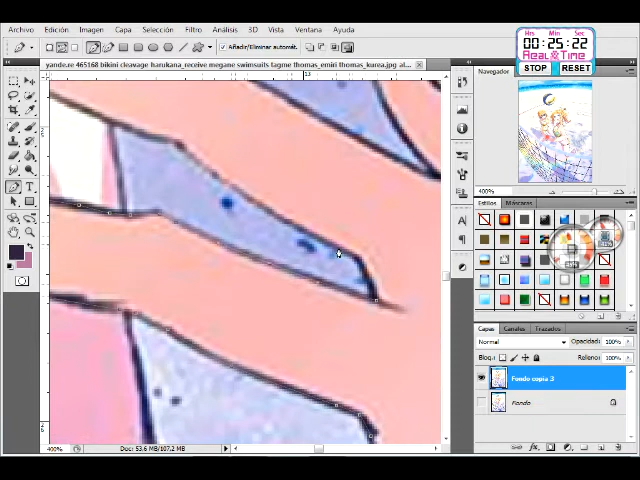 Archivo Edición Imagen Capa Selección Filtro Análisis 3D Vista Ventana Ayuda
Hrs Min Sec
00:25:22
Real Time
STOP RESET
Añadir/Eliminar automát.
yande.re 465168 bikini cleavage harukana_receive megane swimsuits tagme thomas_emiri thomas_kurea.jpg al
13
Navegador
400%
Estilos Máscaras
Capas Canales Trazados
Normal Opacidad: 100%
Bloq.: Relleno: 100%
Fondo copia 3
Fondo
400% Doc: 53,6 MB/107,2 MB